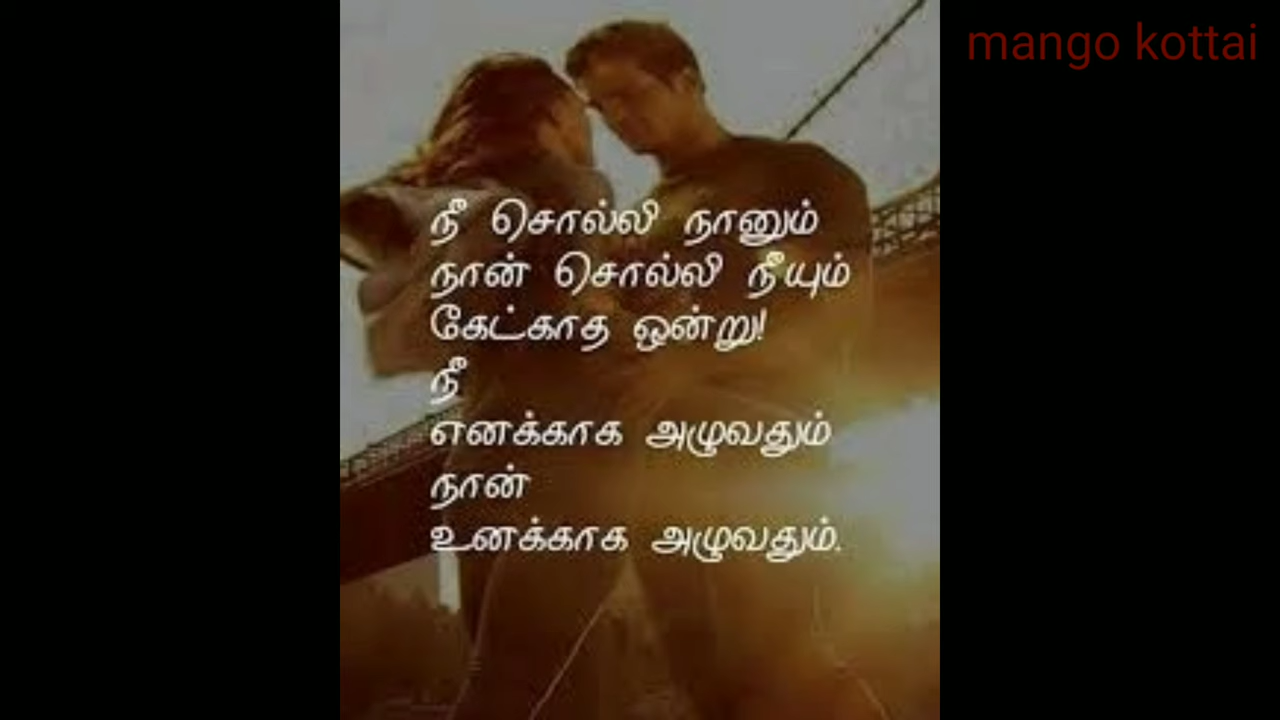 mango kottai
நீ சொல்லி நானும்
நான் சொல்லி நீயும்
கேட்காத ஒன்று!
நீ
எனக்காக அழுவதும்
நான்
உனக்காக அழுவதும்.